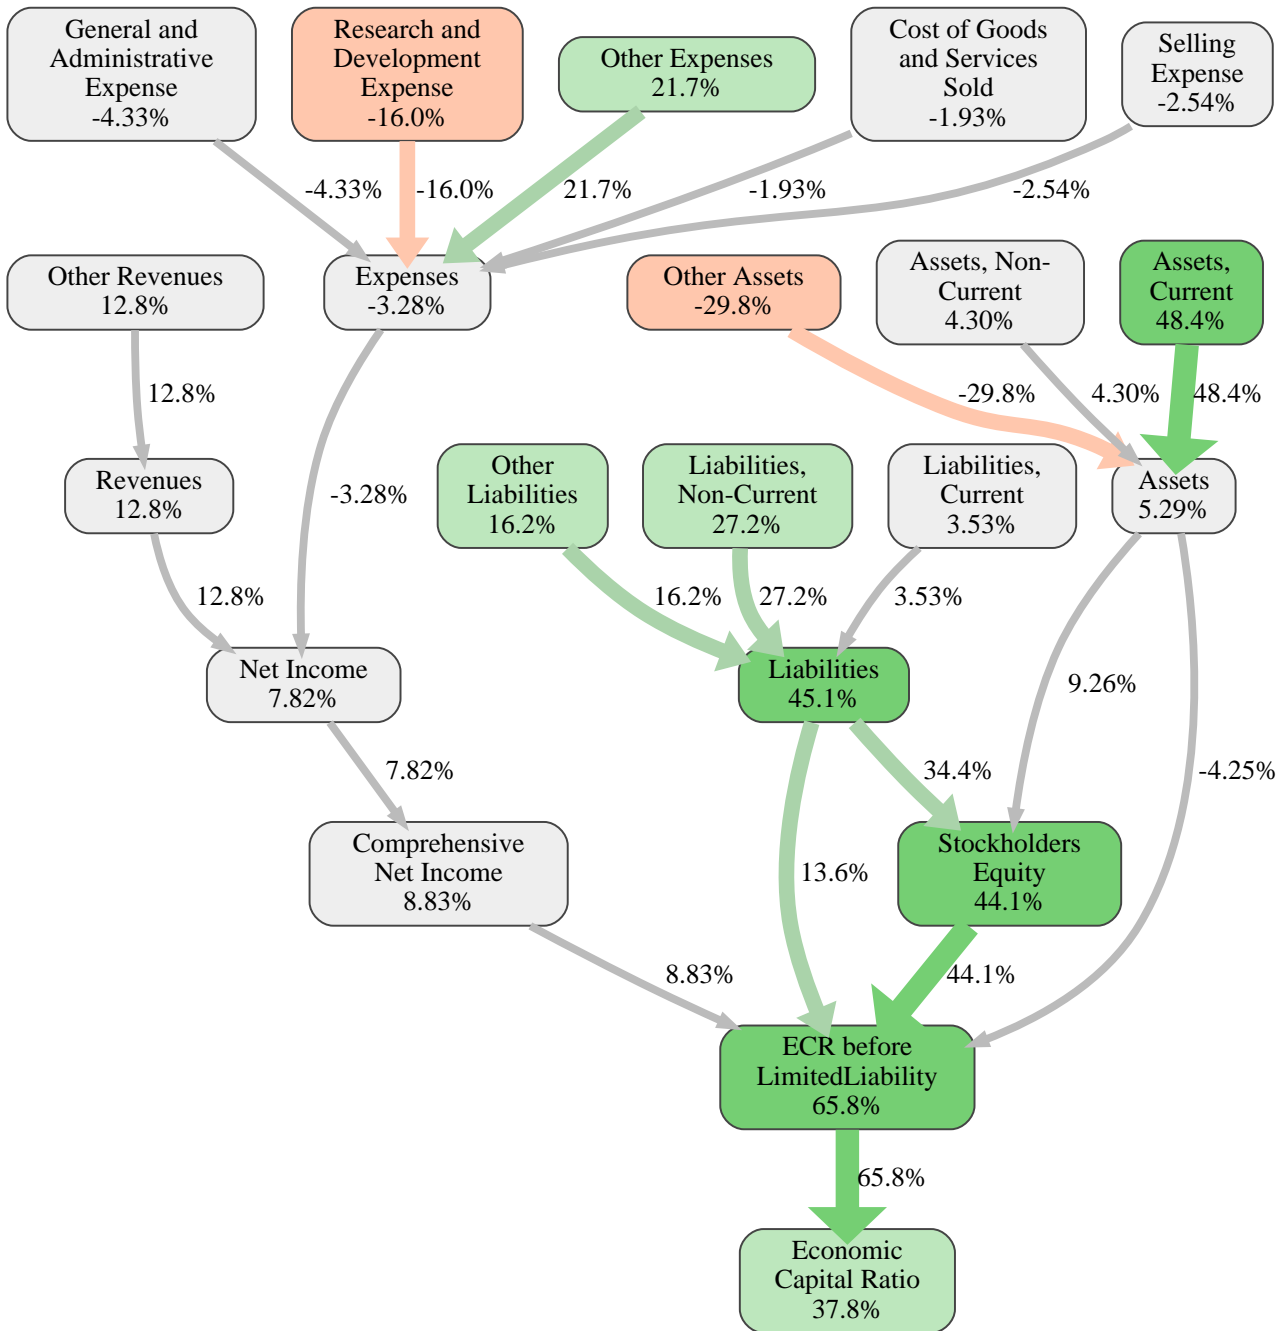 General and
Administrative
Expense
-4.33%
Research and
Development
Expense
-16.0%
Other Expenses
21.7%
Cost of Goods
and Services
Sold
-1.93%
Selling
Expense
-2.54%
-4.33%
-16.0%
21.7%
-1.93%
-2.54%
Other Revenues
12.8%
Expenses
-3.28%
Other Assets
-29.8%
Assets, Non-
Current
4.30%
Assets,
Current
48.4%
12.8%
-29.8%
4.30%
48.4%
Revenues
12.8%
-3.28%
Other
Liabilities
16.2%
Liabilities,
Non-Current
27.2%
Liabilities,
Current
3.53%
Assets
5.29%
12.8%
16.2%
27.2%
3.53%
Net Income
7.82%
Liabilities
45.1%
9.26%
7.82%
34.4%
-4.25%
Comprehensive
Net Income
8.83%
13.6%
Stockholders
Equity
44.1%
8.83%
44.1%
ECR before
LimitedLiability
65.8%
65.8%
Economic
Capital Ratio
37.8%